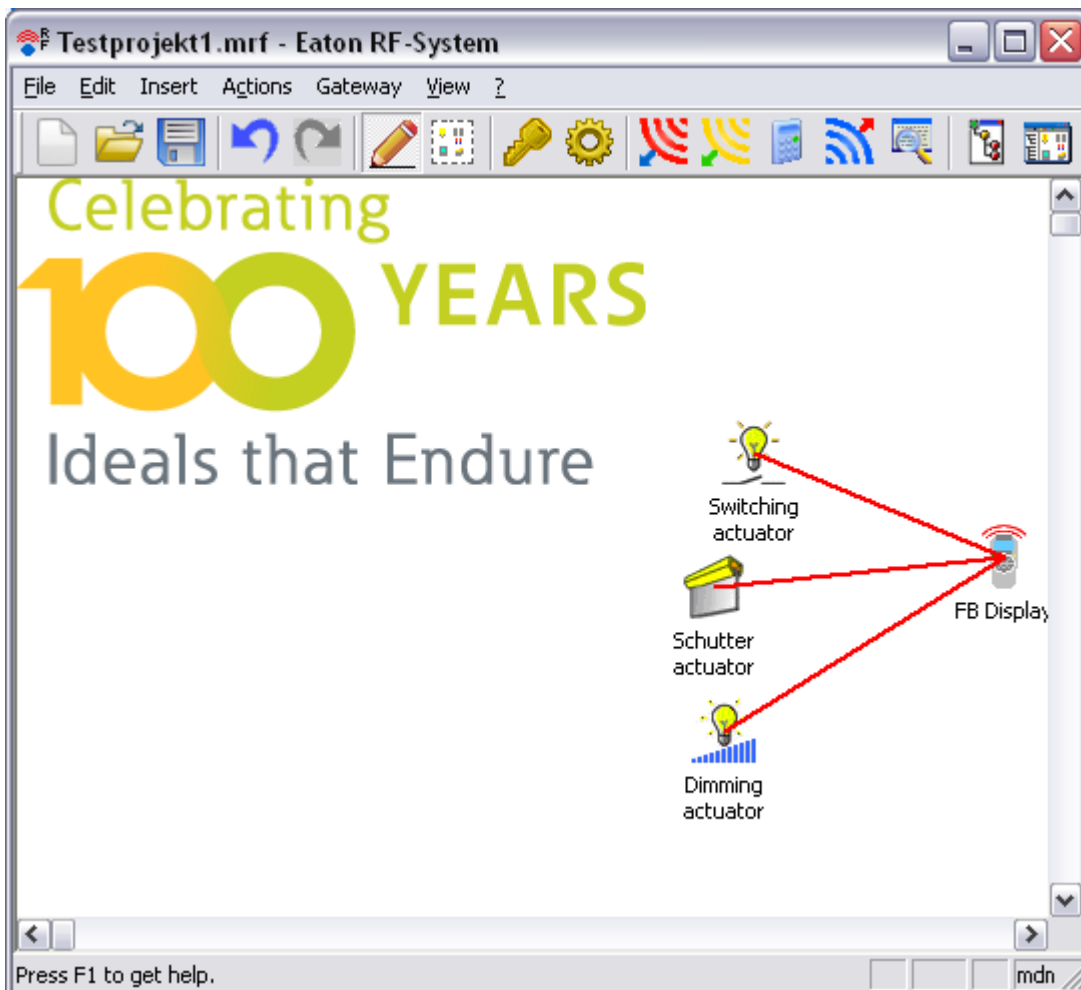 Testprojekt1.mrf - Eaton RF-System
File Edit Insert Actions Gateway View ?
Celebrating
100 YEARS
Ideals that Endure
Switching
actuator
FB Display
Schutter
actuator
Dimming
actuator
Press F1 to get help.
mdn